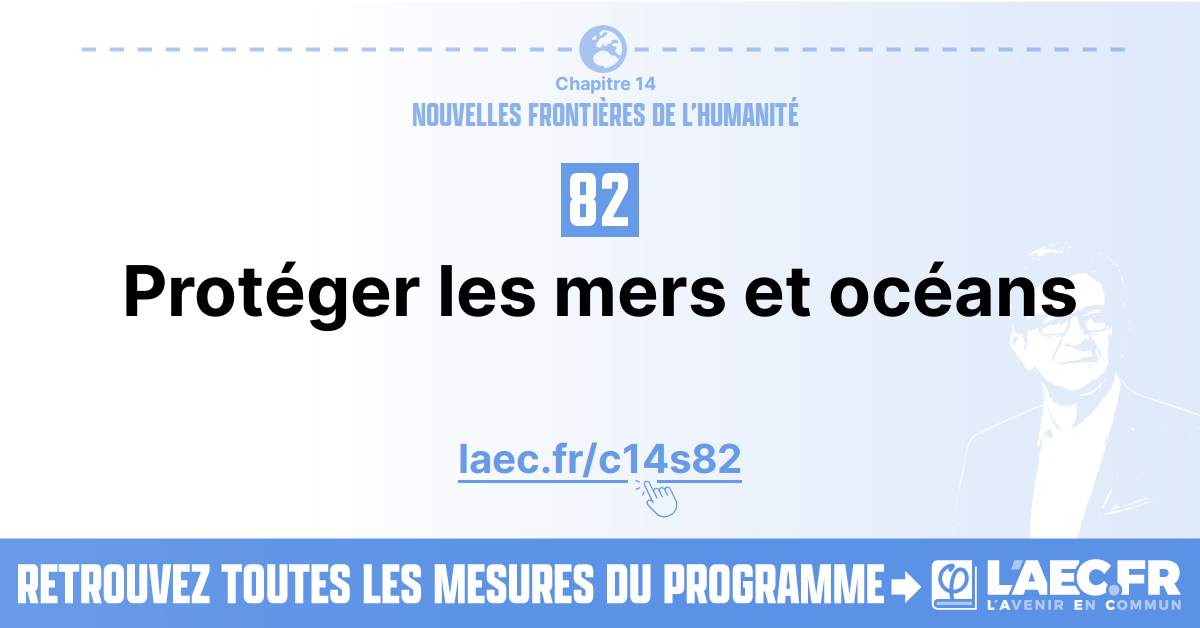 Chapitre 14
NOUVELLES FRONTIÈRES DE L'HUMANITÉ
82
Protéger les mers et océans
laec.fr/c14s82
RETROUVEZ TOUTES LES MESURES DU PROGRAMME
L'AEC.FR
L'AVENIR EN COMMUN